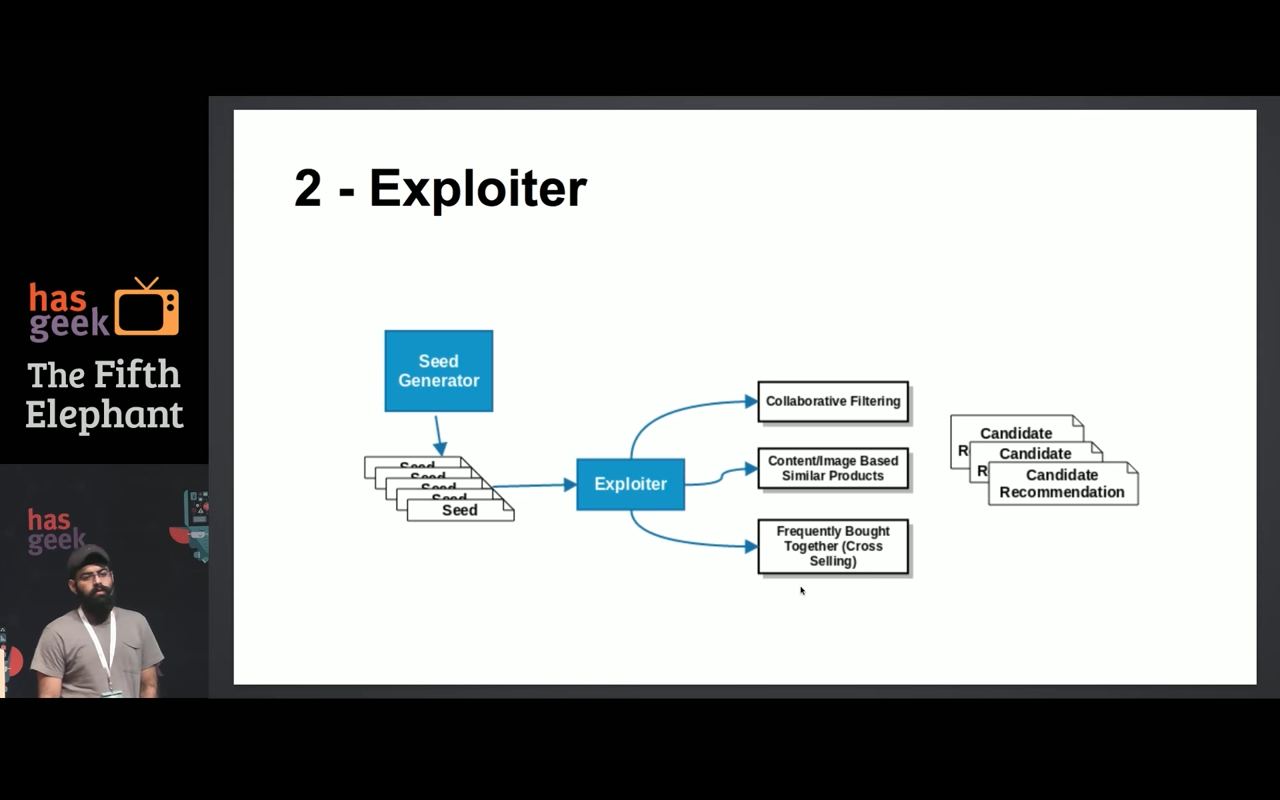 2 - Exploiter
has
geek
The Fifth
Elephant
has
geek
Seed
Generator
Seed
Seed
Seed
Seed
Seed
Exploiter
Collaborative Filtering
Content/Image Based
Similar Products
Frequently Bought
Together (Cross
Selling)
Candidate
R
Candidate
R
Candidate
Recommendation